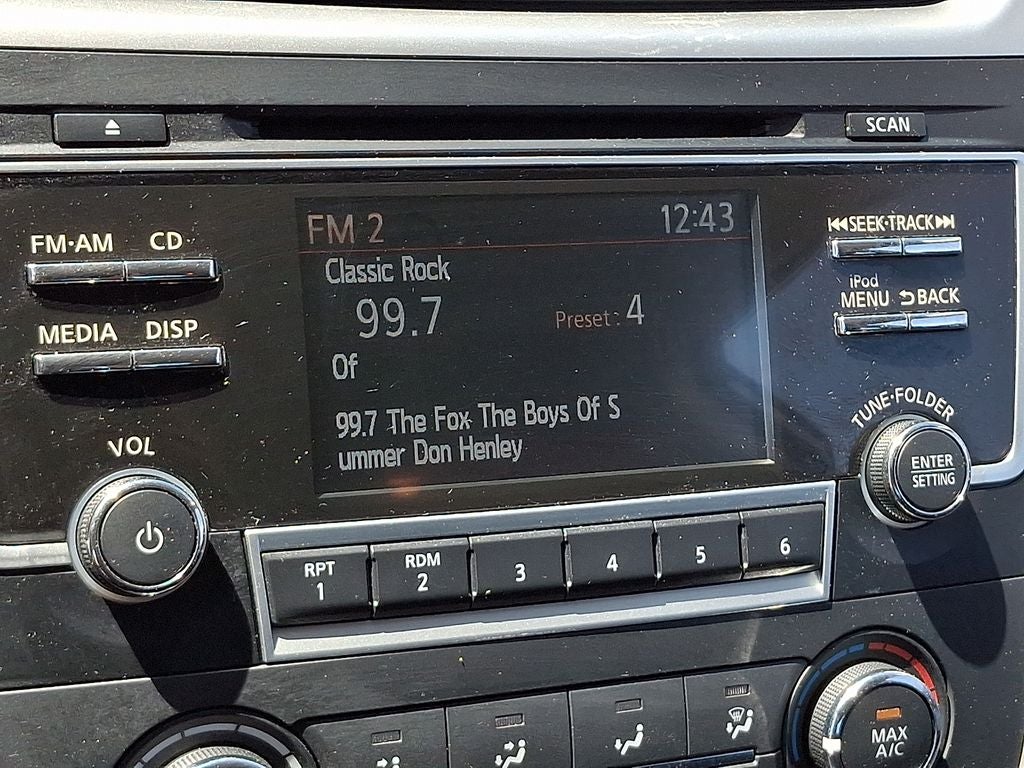 SCAN
FM 2 12:43
Classic Rock
99.7 Preset: 4
Of
99.7 The Fox The Boys Of S
ummer Don Henley
FM·AM CD
MEDIA DISP
VOL
SEEK·TRACK
iPod
MENU BACK
TUNE·FOLDER
ENTER
SETTING
RPT
1
RDM
2
3
4
5
6
MAX
A/C